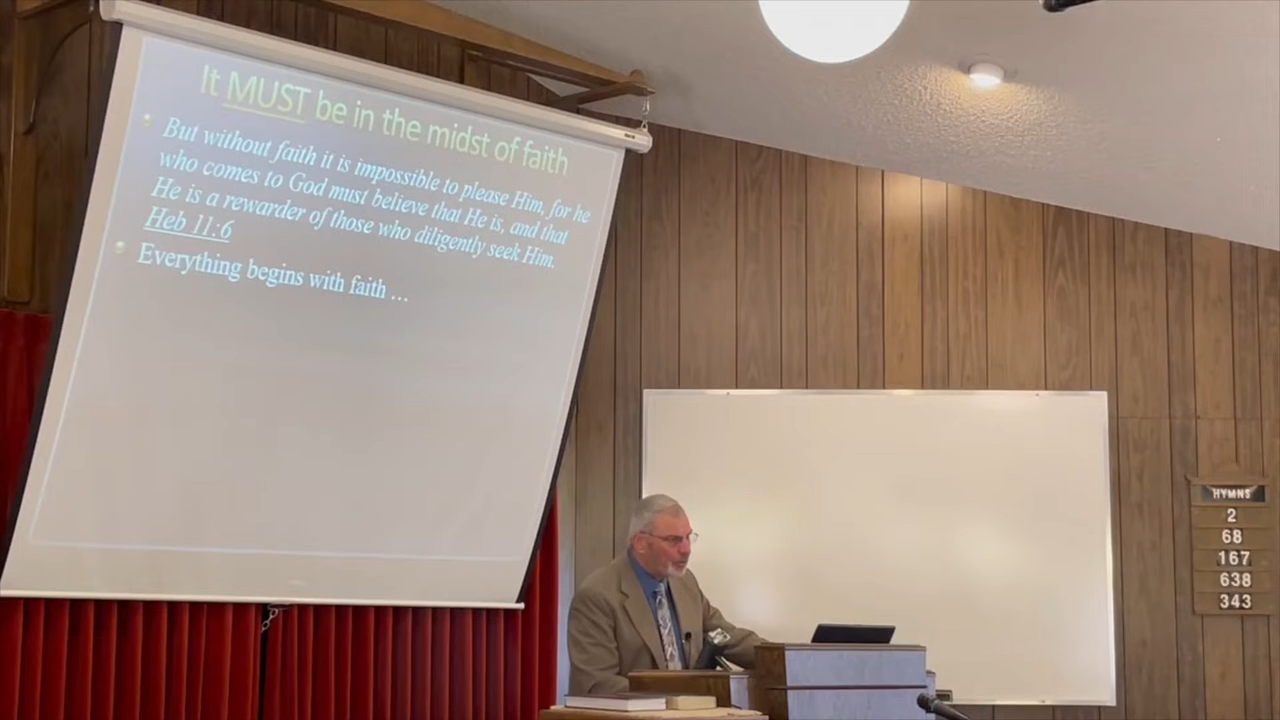 It MUST be in the midst of faith
But without faith it is impossible to please Him, for he
who comes to God must believe that He is, and that
He is a rewarder of those who diligently seek Him.
Heb 11:6
Everything begins with faith ...
HYMNS
2
68
167
638
343